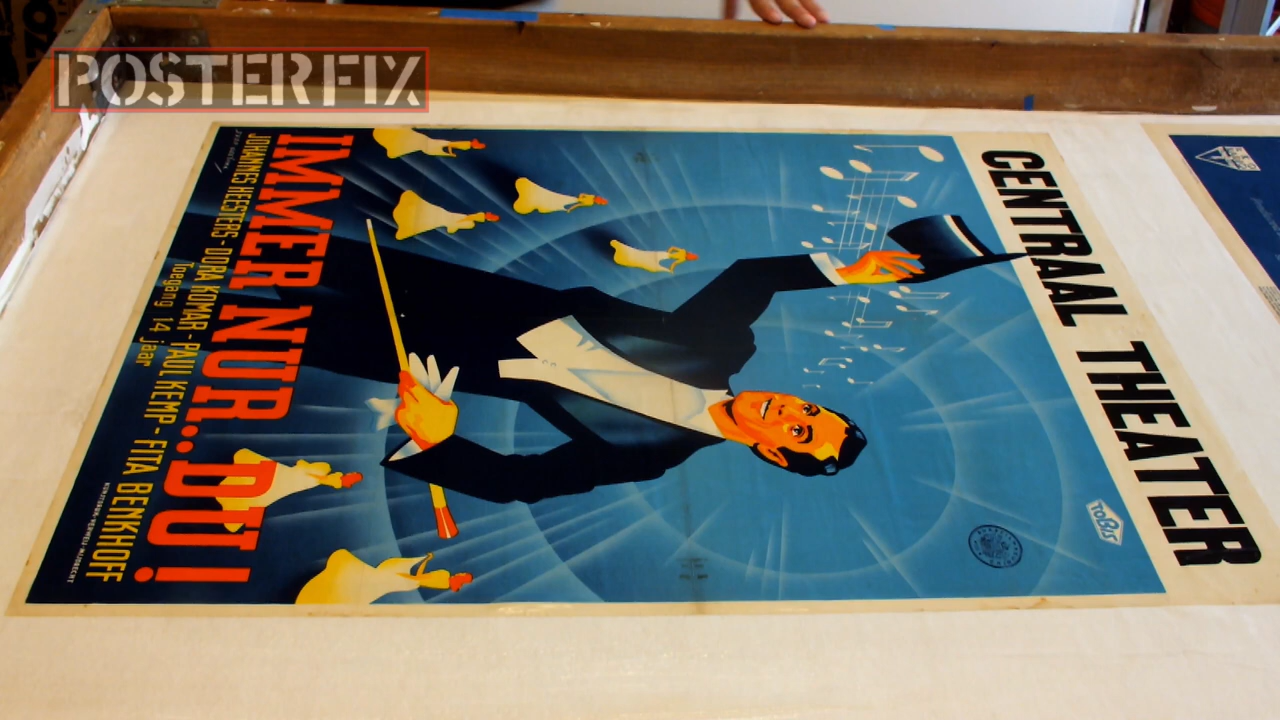 POSTERFIX
CENTRAAL THEATER
TOBIS
IMMER NUR...DU!
JOHANNES HEESTERS - DORA KOMAR - PAUL KEMP - FITA BENKHOFF
Toegang 14 jaar